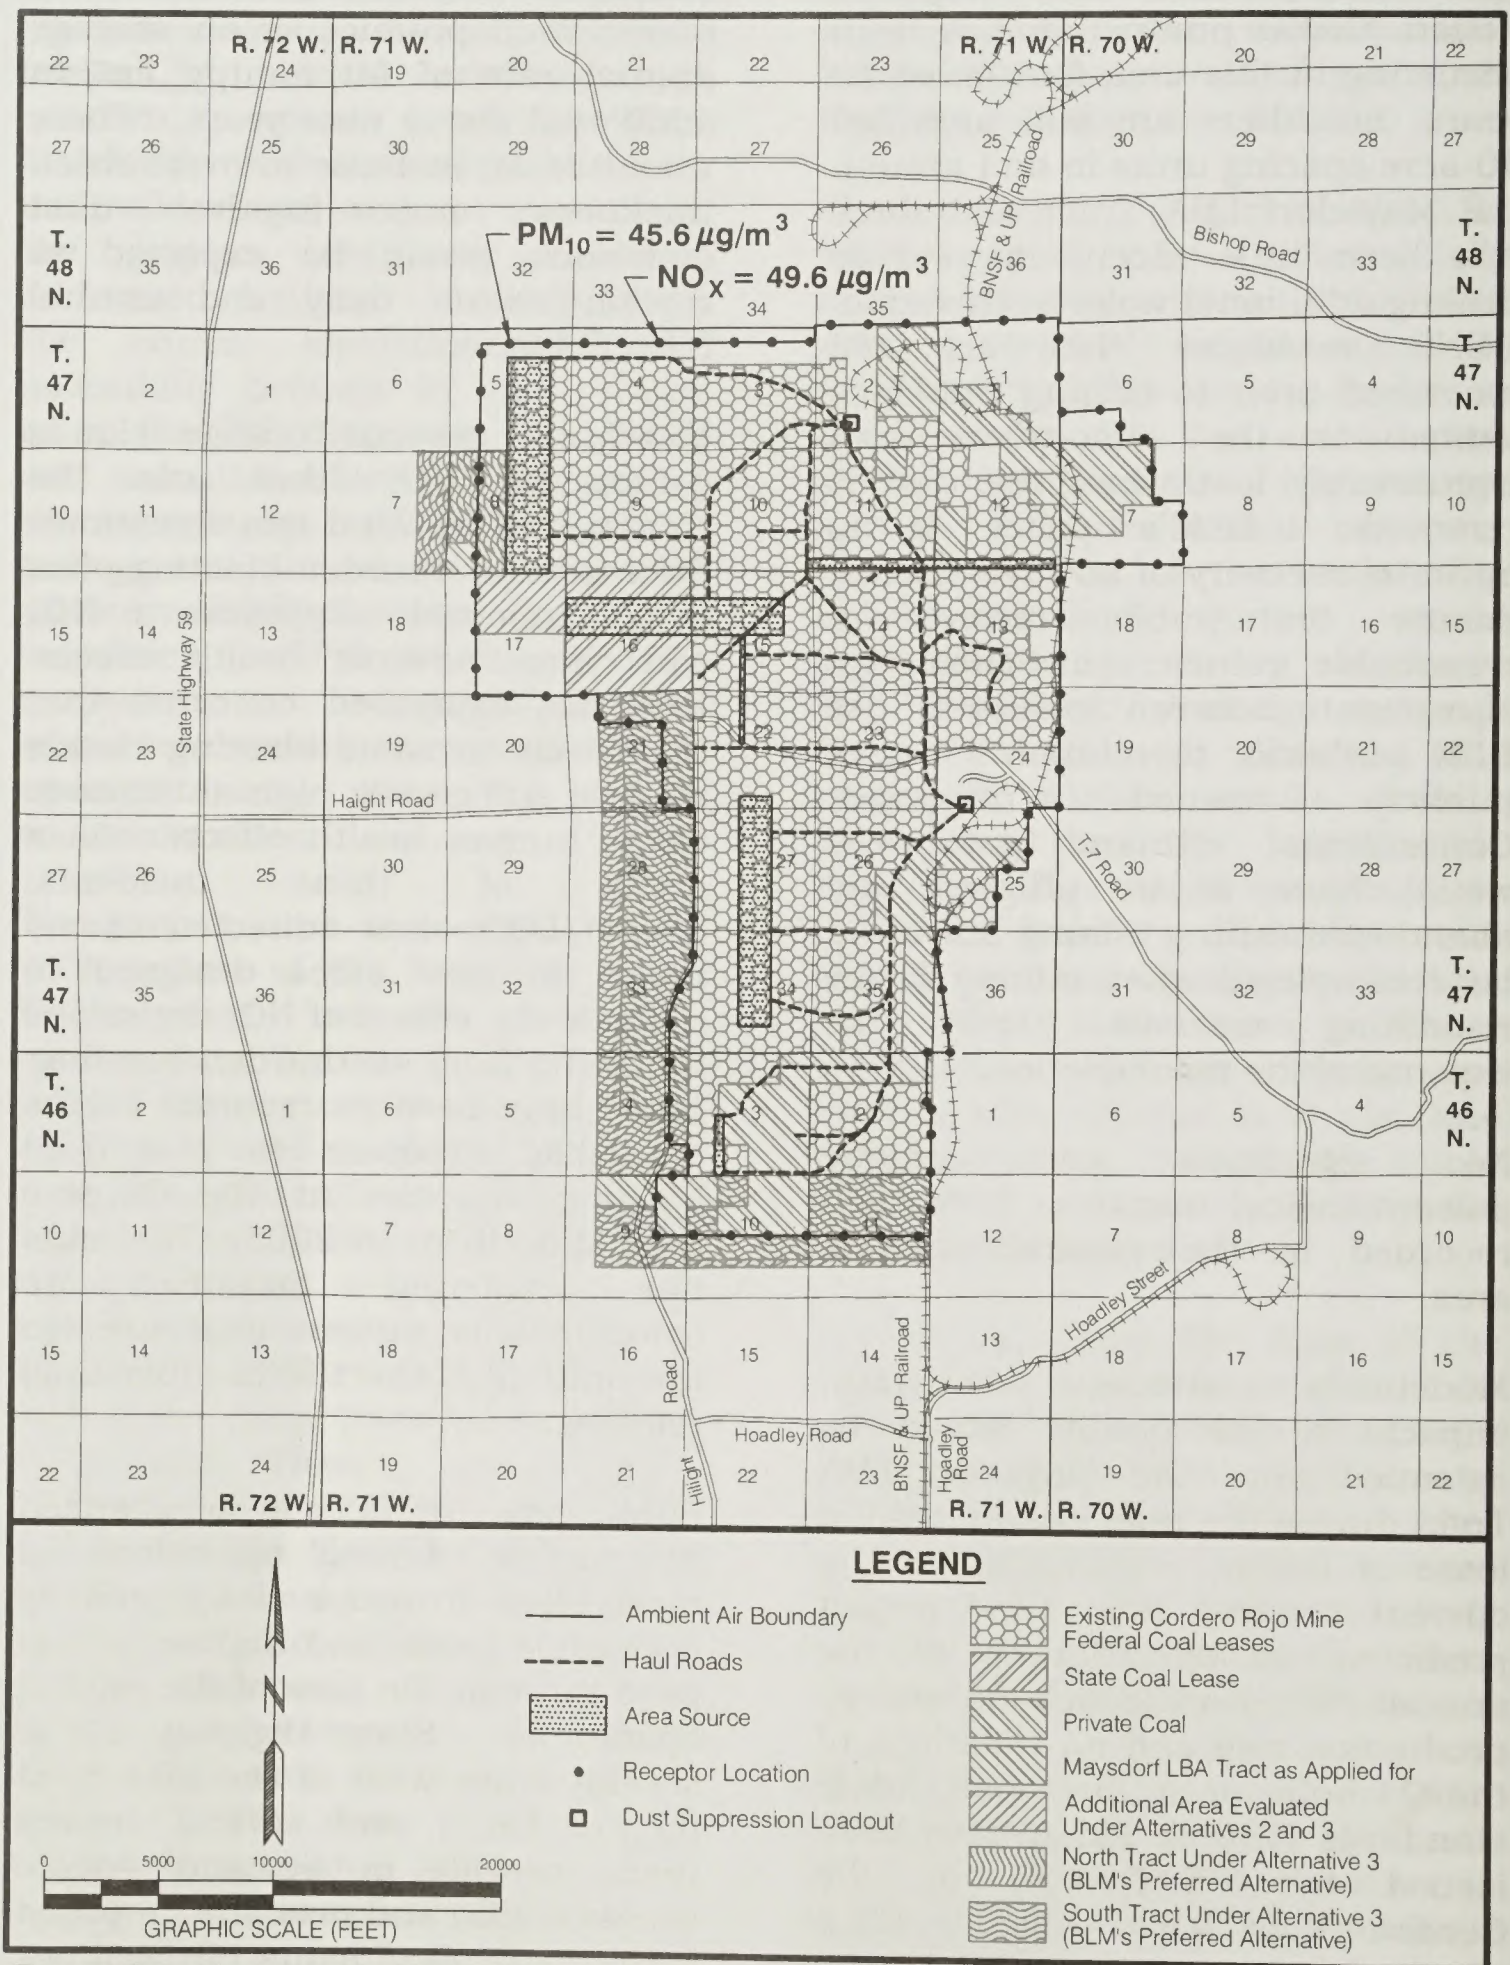 R. 72 W. R. 71 W. R. 71 W. R. 70 W.
22 23 24 19 20 21 22 23 20 21 22
27 26 25 30 29 28 27 26 25 30 29 28 27
BNSF & UP Railroad
PM10 = 45.6 µg/m3
Bishop Road
T. 48 N. 35 36 31 32 33 34 35 36 31 32 33 T. 48 N.
NOX = 49.6 µg/m3
T. 47 N. 2 1 6 5 4 3 2 1 6 5 4 T. 47 N.
10 11 12 7 8 9 10 11 12 7 8 9 10
15 14 13 18 17 16 15 14 13 18 17 16 15
State Highway 59
22 23 24 19 20 21 22 23 24 19 20 21 22
Haight Road
T-7 Road
27 26 25 30 29 28 27 26 25 30 29 28 27
T. 47 N. 35 36 31 32 33 34 35 36 31 32 33 T. 47 N.
T. 46 N. 2 1 6 5 4 3 2 1 6 5 4 T. 46 N.
10 11 12 7 8 9 10 11 12 7 8 9 10
Hoadley Street
15 14 13 18 17 16 15 14 13 18 17 16 15
Hilight Road
BNSF & UP Railroad
Hoadley Road
Hoadley Road
22 23 24 19 20 21 22 23 24 19 20 21 22
R. 72 W. R. 71 W. R. 71 W. R. 70 W.
LEGEND
Ambient Air Boundary
Haul Roads
Area Source
Receptor Location
Dust Suppression Loadout
Existing Cordero Rojo Mine
Federal Coal Leases
State Coal Lease
Private Coal
Maysdorf LBA Tract as Applied for
Additional Area Evaluated
Under Alternatives 2 and 3
North Tract Under Alternative 3
(BLM's Preferred Alternative)
South Tract Under Alternative 3
(BLM's Preferred Alternative)
N
0 5000 10000 20000
GRAPHIC SCALE (FEET)